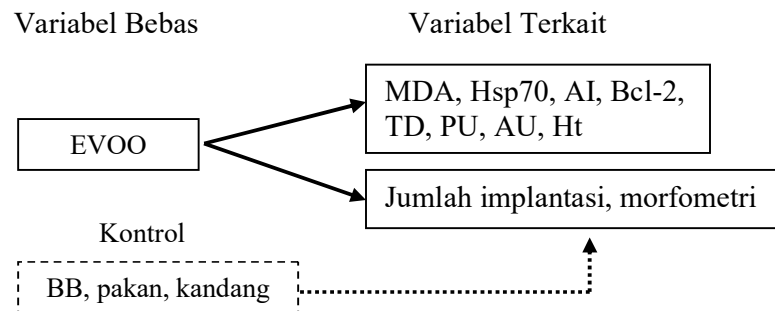 Variabel Bebas
Variabel Terkait
MDA, Hsp70, AI, Bcl-2,
TD, PU, AU, Ht
EVOO
Jumlah implantasi, morfometri
Kontrol
BB, pakan, kandang